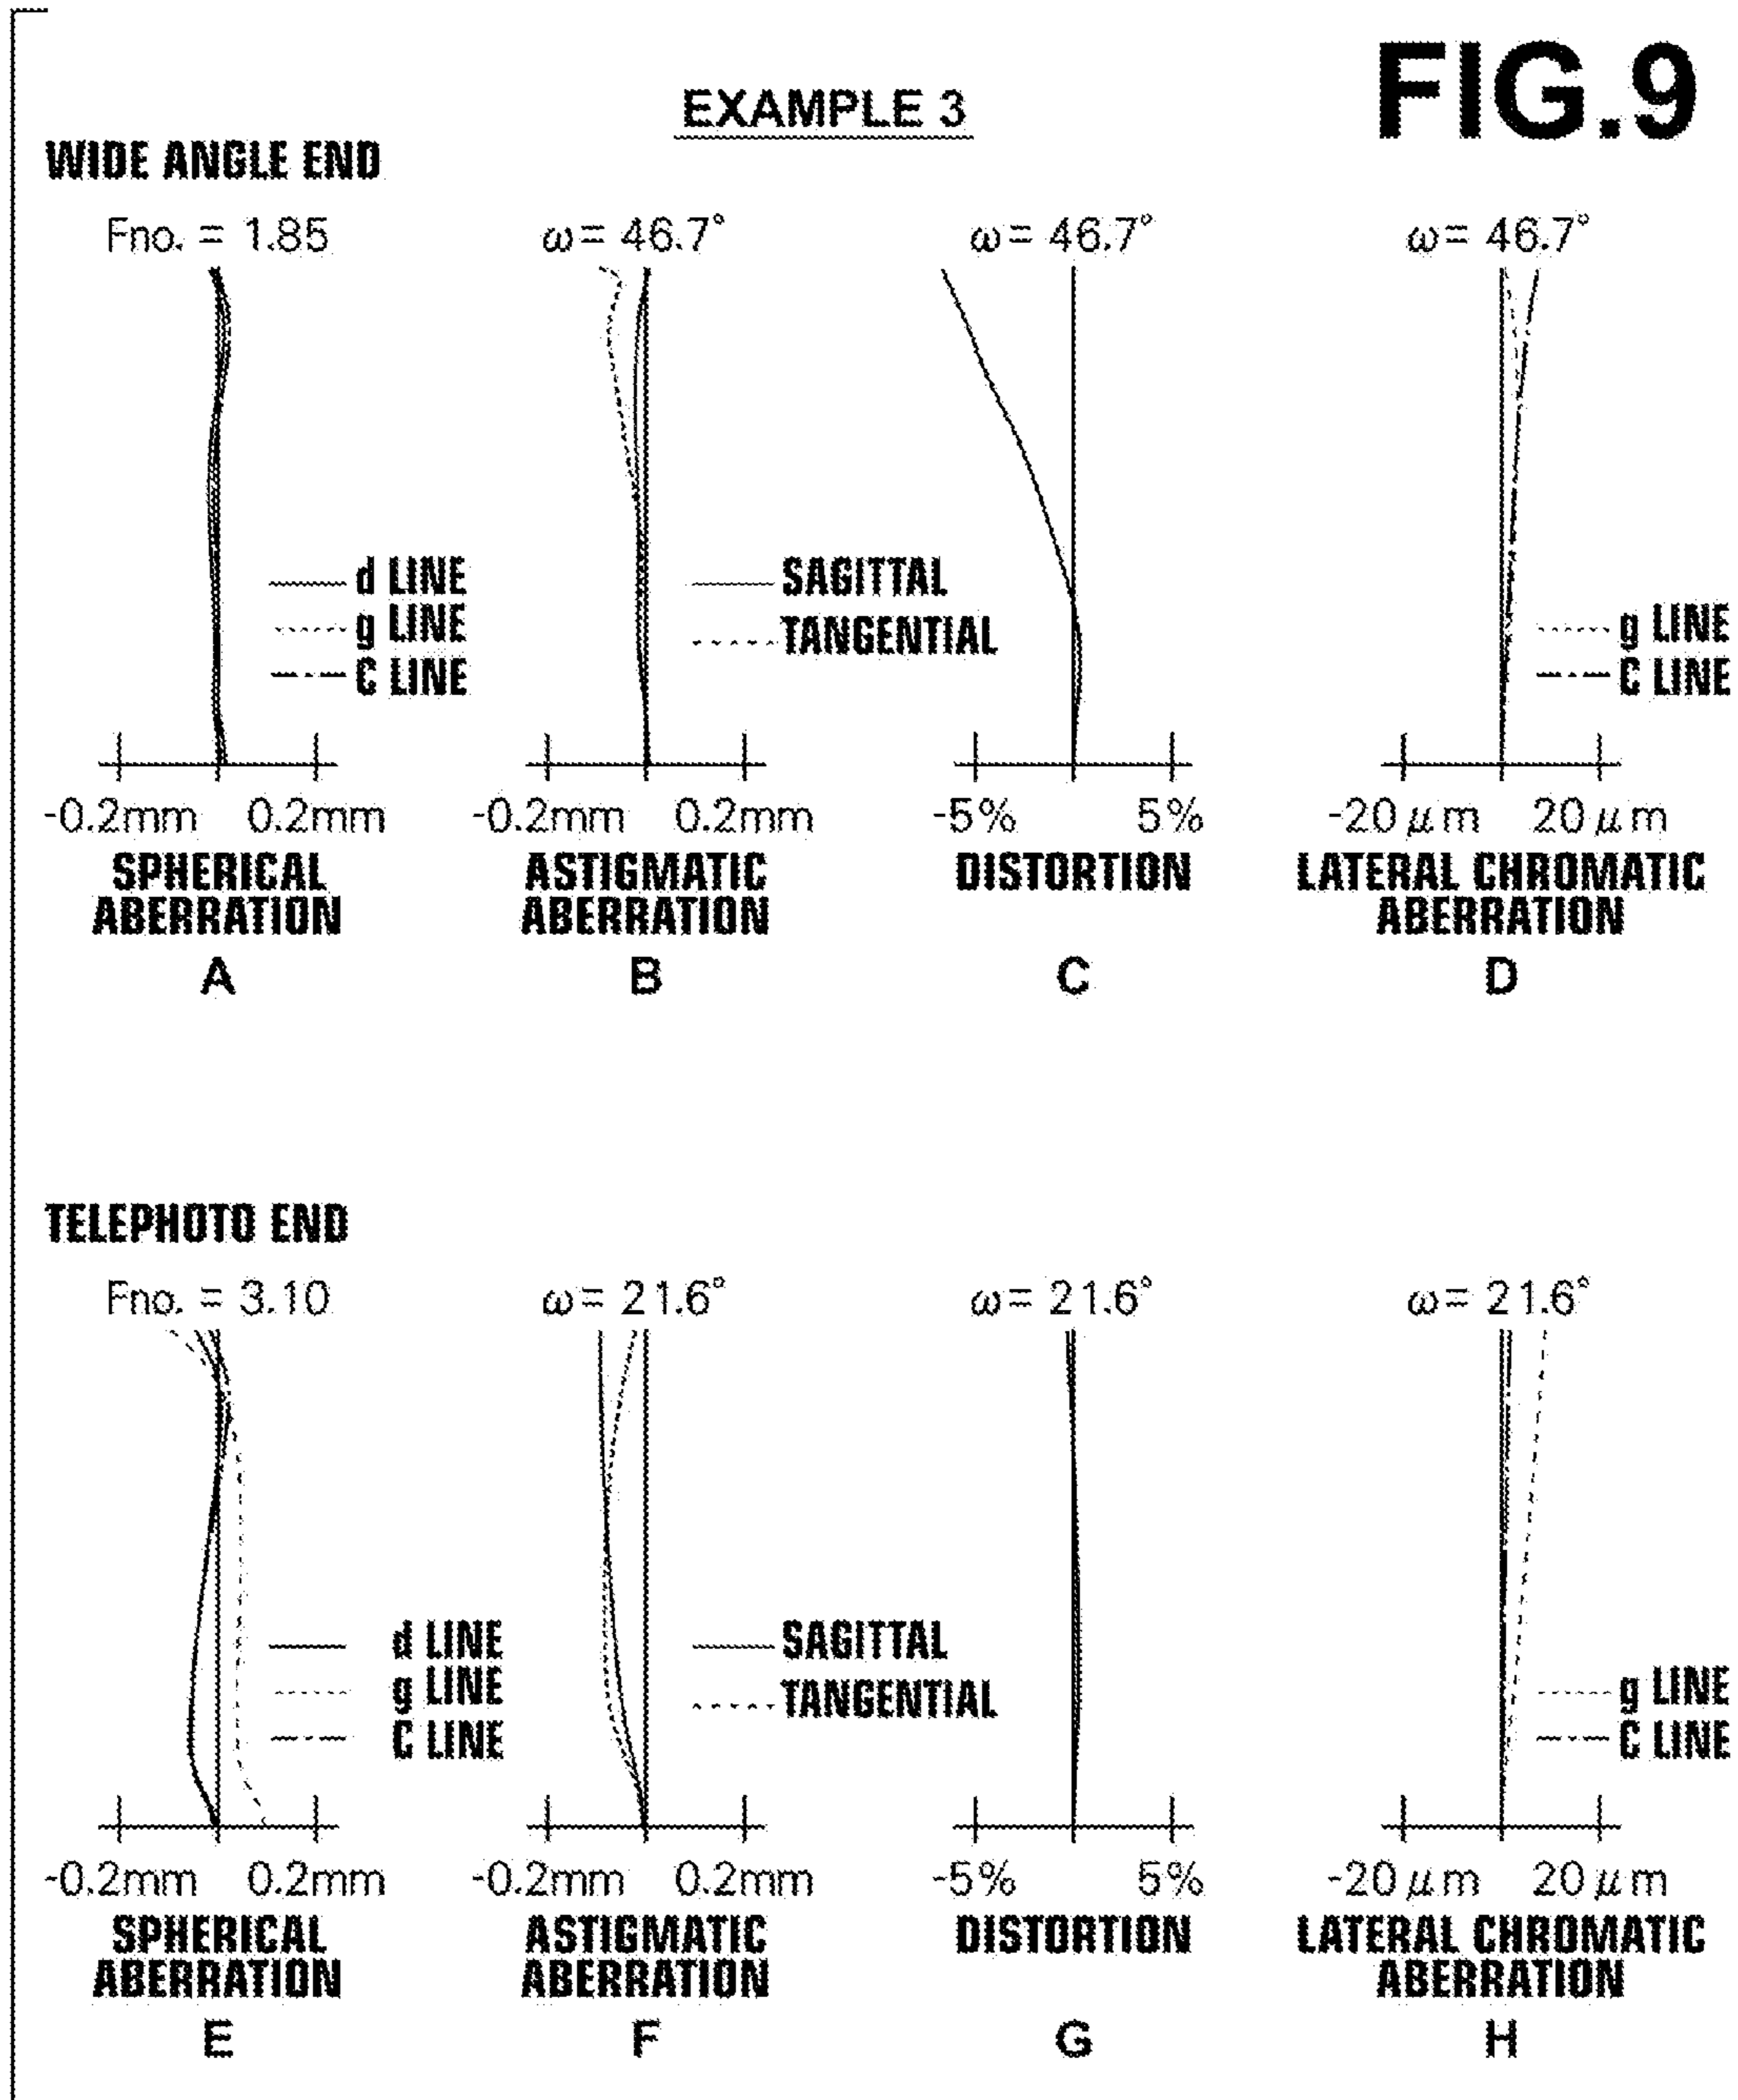 FIG.9
EXAMPLE 3
WIDE ANGLE END
Fno. = 1.85
ω = 46.7°
ω = 46.7°
ω = 46.7°
d LINE
g LINE
C LINE
SAGITTAL
TANGENTIAL
g LINE
C LINE
-0.2mm 0.2mm
-0.2mm 0.2mm
-5% 5%
-20 μm 20 μm
SPHERICAL
ABERRATION
ASTIGMATIC
ABERRATION
DISTORTION
LATERAL CHROMATIC
ABERRATION
A
B
C
D
TELEPHOTO END
Fno. = 3.10
ω = 21.6°
ω = 21.6°
ω = 21.6°
d LINE
g LINE
C LINE
SAGITTAL
TANGENTIAL
g LINE
C LINE
-0.2mm 0.2mm
-0.2mm 0.2mm
-5% 5%
-20 μm 20 μm
SPHERICAL
ABERRATION
ASTIGMATIC
ABERRATION
DISTORTION
LATERAL CHROMATIC
ABERRATION
E
F
G
H